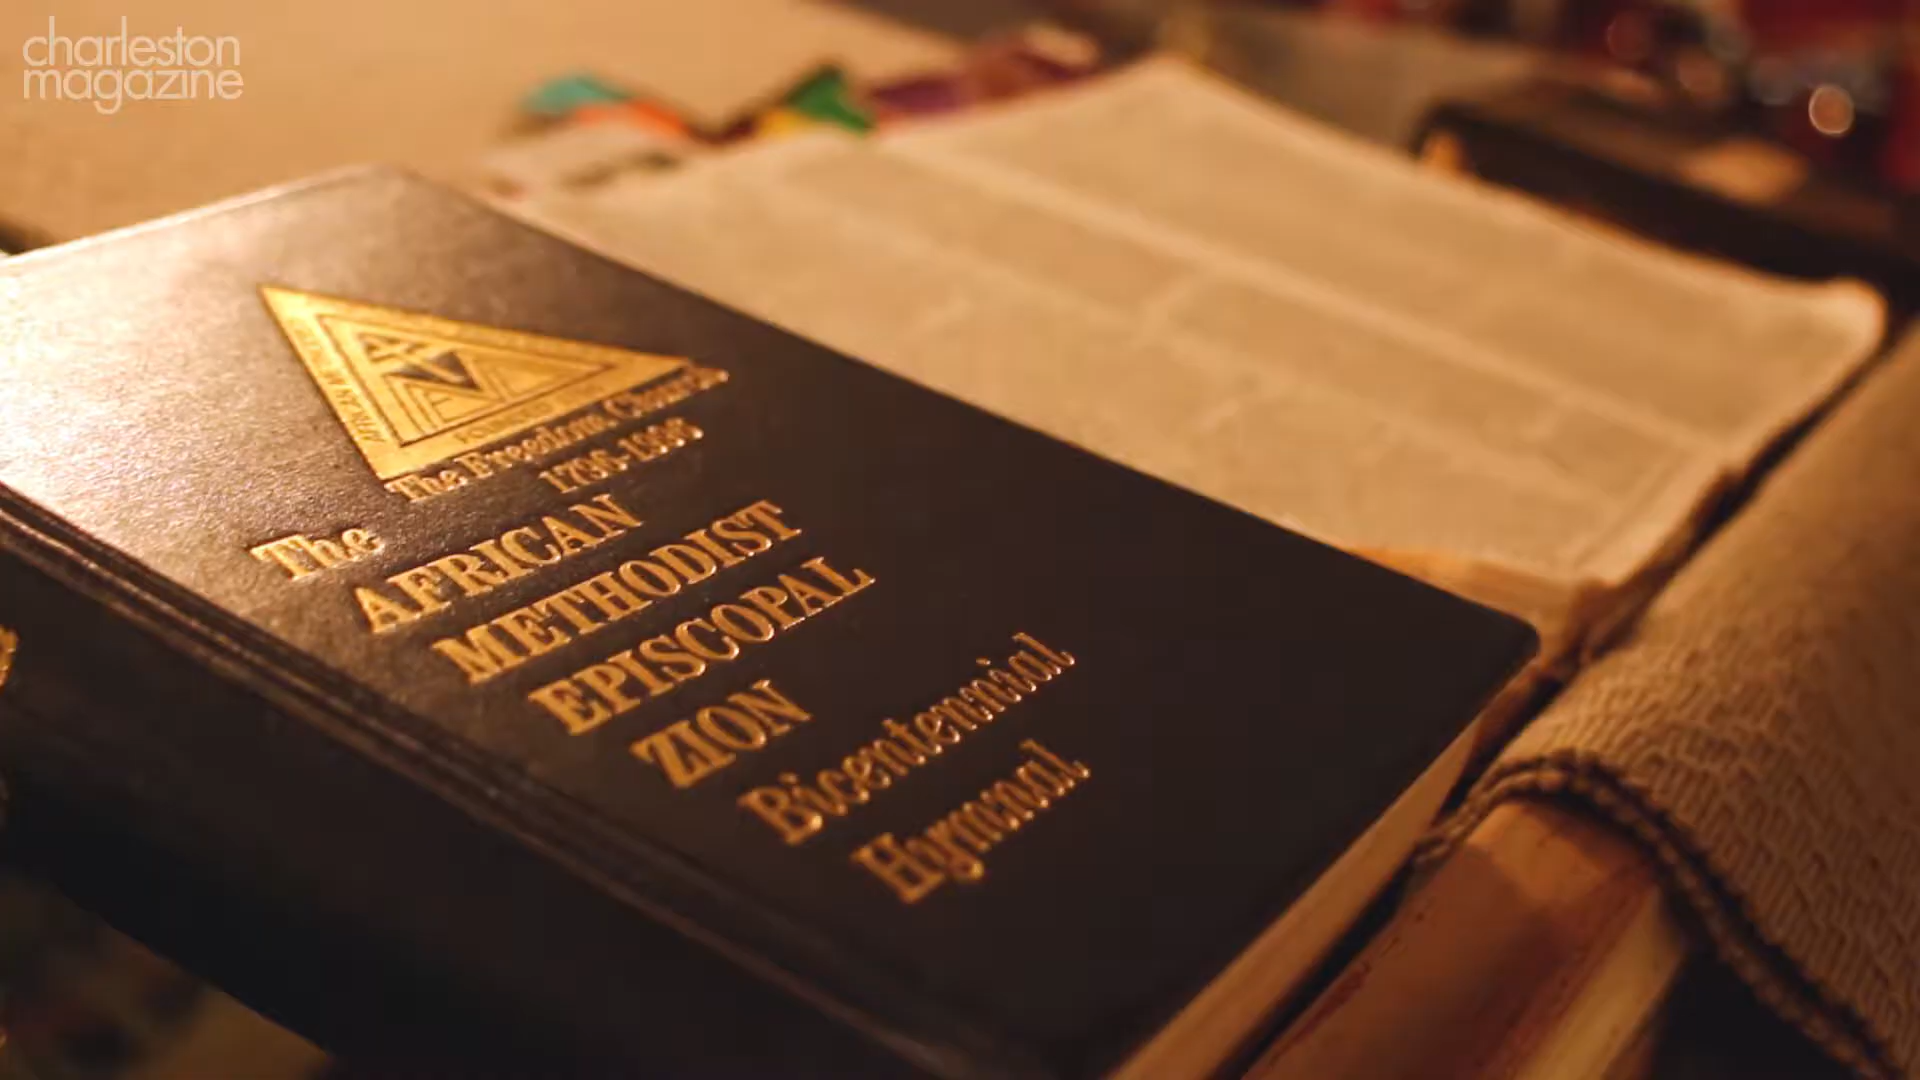 charleston
magazine
The Freedom Church
1796-1996
The
AFRICAN
METHODIST
EPISCOPAL
ZION
Bicentennial
Hymnal